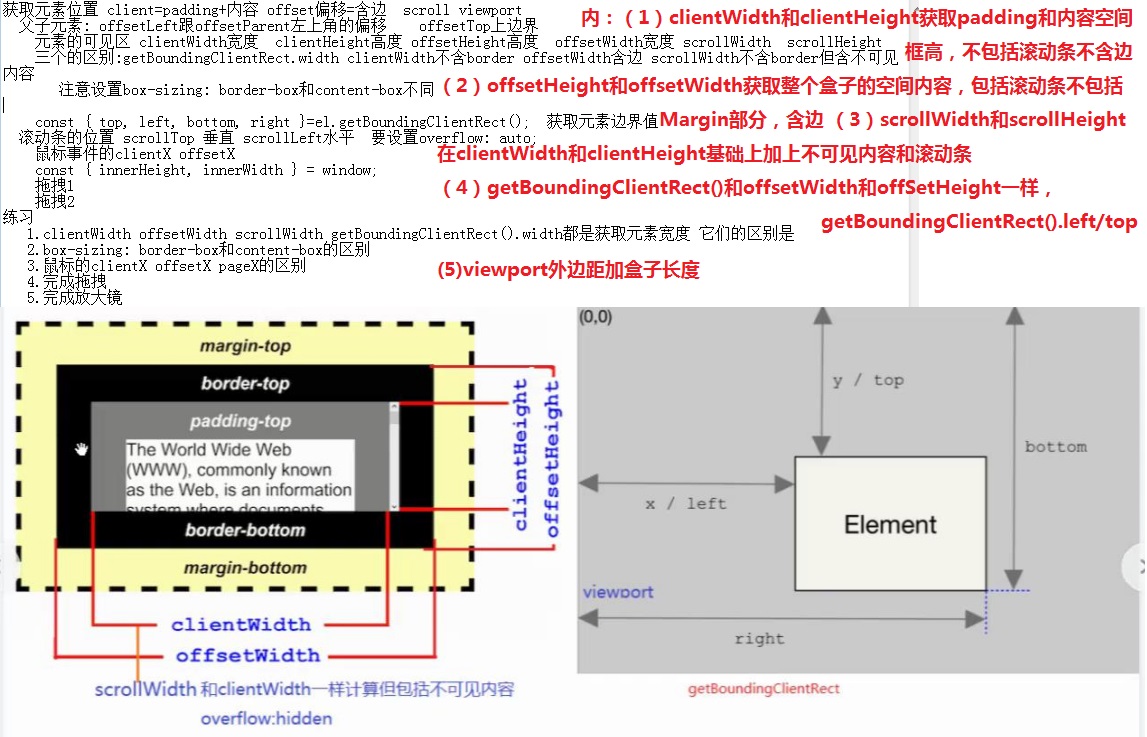 获取元素位置 client=padding+内容 offset偏移=含边 scroll viewport
父子元素: offsetLeft跟offsetParent左上角的偏移 offsetTop上边界
元素的可见区 clientWidth宽度 clientHeight高度 offsetHeight高度 offsetWidth宽度 scrollWidth scrollHeight
三个的区别:getBoundingClientRect.width clientWidth不含border offsetWidth含边 scrollWidth不含border但含不可见
内容
注意设置box-sizing: border-box和content-box不同
const { top, left, bottom, right }=el.getBoundingClientRect(); 获取元素边界值
滚动条的位置 scrollTop 垂直 scrollLeft水平 要设置overflow: auto;
鼠标事件的clientX offsetX
const { innerHeight, innerWidth } = window;
拖拽1
拖拽2
练习
1.clientWidth offsetWidth scrollWidth getBoundingClientRect().width都是获取元素宽度 它们的区别是
2.box-sizing: border-box和content-box的区别
3.鼠标的clientX offsetX pageX的区别
4.完成拖拽
5.完成放大镜
内：（1）clientWidth和clientHeight获取padding和内容空间
框高，不包括滚动条不含边
（2）offsetHeight和offsetWidth获取整个盒子的空间内容，包括滚动条不包括
Margin部分，含边 （3）scrollWidth和scrollHeight
在clientWidth和clientHeight基础上加上不可见内容和滚动条
（4）getBoundingClientRect()和offsetWidth和offSetHeight一样，
getBoundingClientRect().left/top
(5)viewport外边距加盒子长度
margin-top
border-top
padding-top
The World Wide Web
(WWW), commonly known
as the Web, is an information
system where documents
border-bottom
margin-bottom
clientHeight
offsetHeight
clientWidth
offsetWidth
scrollWidth 和clientWidth一样计算但包括不可见内容
overflow:hidden
(0,0)
y / top
bottom
x / left
Element
viewport
right
getBoundingClientRect